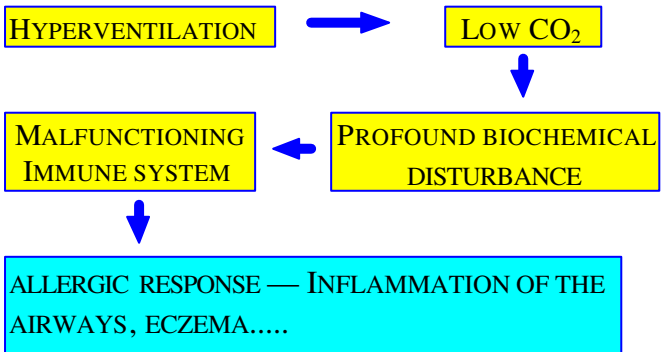 HYPERVENTILATION
LOW CO₂
PROFOUND BIOCHEMICAL
DISTURBANCE
MALFUNCTIONING
IMMUNE SYSTEM
ALLERGIC RESPONSE — INFLAMMATION OF THE
AIRWAYS, ECZEMA.....